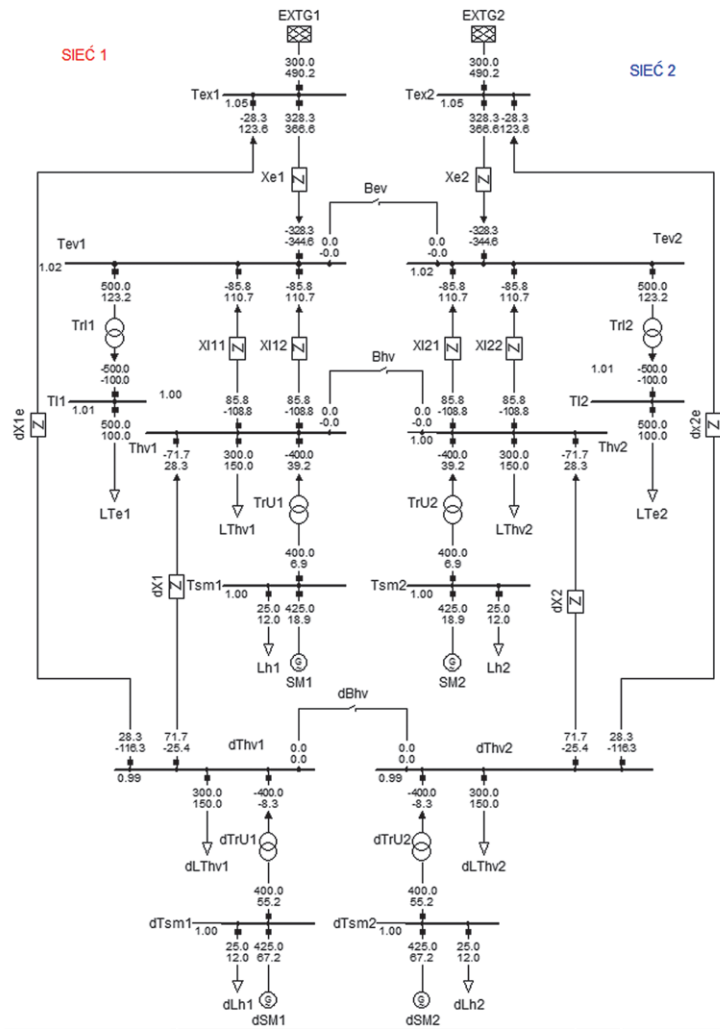 EXTG1 EXTG2
SIEĆ 1 SIEĆ 2
300.0 300.0
490.2 490.2
Tex1 Tex2
1.05 1.05
-28.3 328.3 328.3 -28.3
123.6 366.6 366.6 123.6
Xe1 Xe2
Bev
-328.3 0.0 0.0 -328.3
-344.6 -0.0 -0.0 -344.6
Tev1 Tev2
1.02 1.02
500.0 -85.8 -85.8 -85.8 -85.8 500.0
123.2 110.7 110.7 110.7 110.7 123.2
Trl1 Trl2
Xl11 Xl12 Xl21 Xl22
Bhv
-500.0 -500.0
-100.0 1.00 1.01 -100.0
Tl1 85.8 85.8 0.0 0.0 85.8 85.8 Tl2
1.01 -108.8 -108.8 -0.0 -0.0 -108.8 -108.8
dX1e dx2e
Thv1 1.00 Thv2
500.0 -71.7 300.0 -400.0 -400.0 300.0 -71.7 500.0
100.0 28.3 150.0 39.2 39.2 150.0 28.3 100.0
LTe1 TrU1 TrU2 LTe2
LThv1 LThv2
400.0 400.0
6.9 6.9
Tsm1 Tsm2
1.00 1.00
dX1 dX2
25.0 425.0 425.0 25.0
12.0 18.9 18.9 12.0
Lh1 Lh2
SM1 SM2
dBhv
28.3 71.7 0.0 0.0 71.7 28.3
-116.3 -25.4 0.0 0.0 -25.4 -116.3
dThv1 dThv2
0.99 0.99
300.0 -400.0 -400.0 300.0
150.0 -8.3 -8.3 150.0
dTrU1 dTrU2
dLThv1 dLThv2
400.0 400.0
55.2 55.2
dTsm1 dTsm2
1.00 1.00
25.0 425.0 425.0 25.0
12.0 67.2 67.2 12.0
G G
dLh1 dSM1 dSM2 dLh2